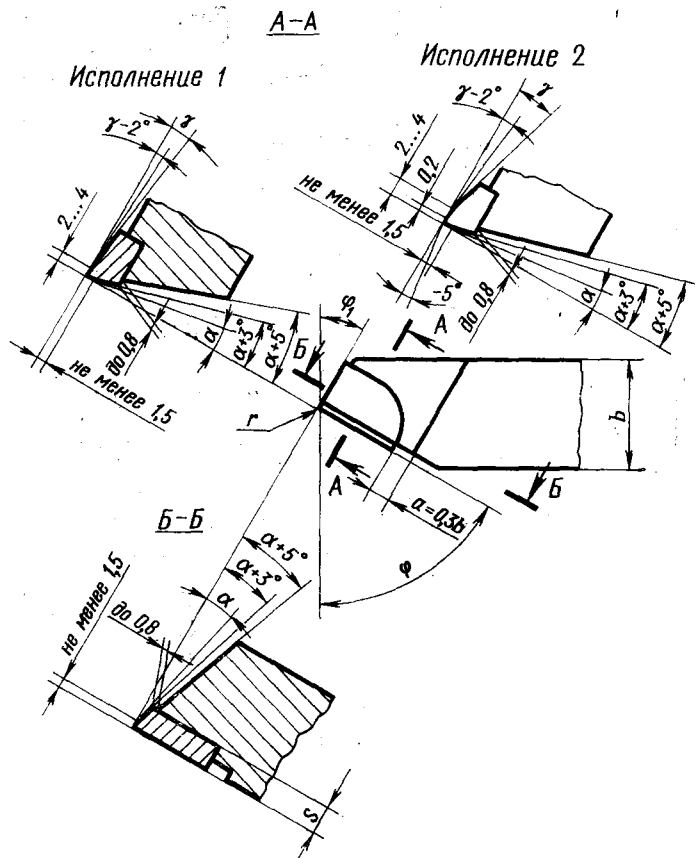 А-А
Исполнение 1
Исполнение 2
γ-2°
γ
2...4
не менее 1,5
до 0,8
α
α+3°
α+5°
γ-2°
γ
2...4
0,2
не менее 1,5
-5°
до 0,8
α
α+3°
α+5°
φ₁
А
Б
r
b
А
Б
a=0,3b
φ
Б-Б
α+5°
α+3°
α
не менее 1,5
до 0,8
S